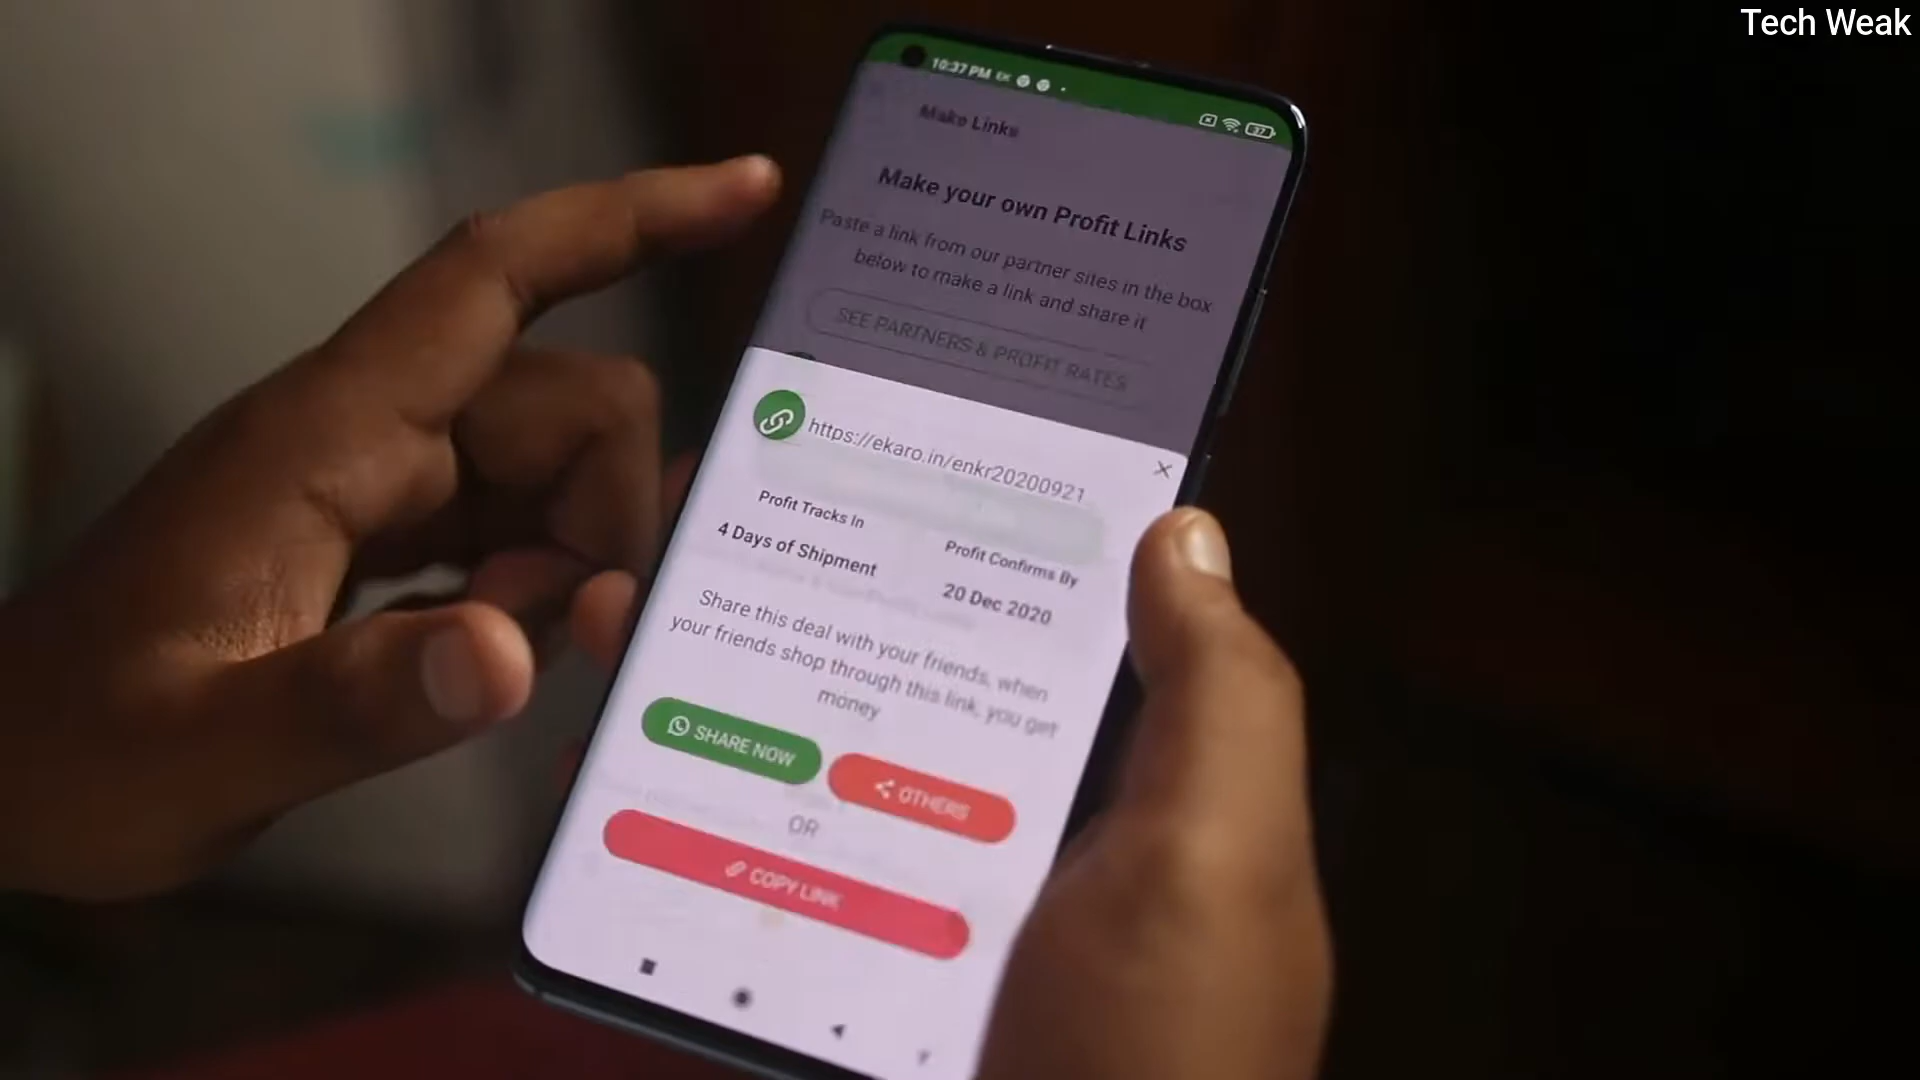 Tech Weak
10:37 PM EK
37
Make Links
Make your own Profit Links
Paste a link from our partner sites in the box
below to make a link and share it
SEE PARTNERS & PROFIT RATES
https://ekaro.in/enkr20200921
Profit Tracks In
4 Days of Shipment
Profit Confirms By
20 Dec 2020
Share this deal with your friends, when
your friends shop through this link, you get
money
SHARE NOW
OTHERS
OR
COPY LINK